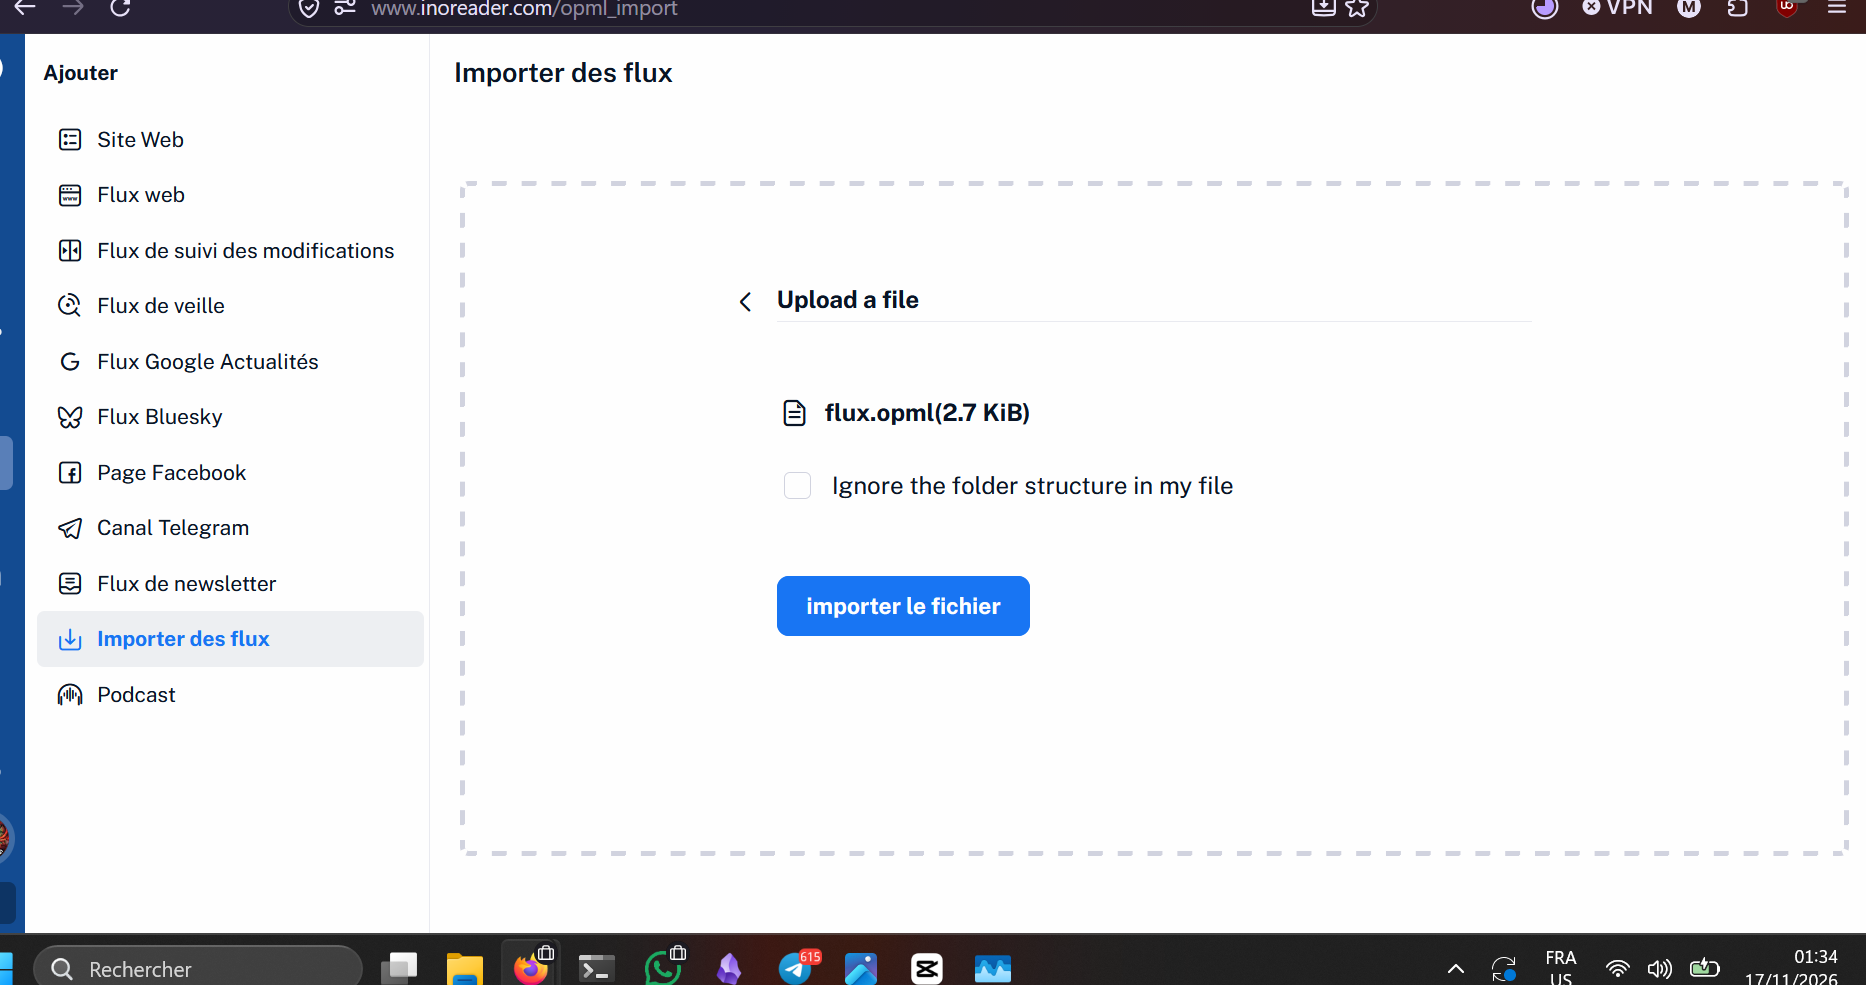 www.inoreader.com/opml_import
VPN
M
Ajouter
Importer des flux
Site Web
Flux web
Flux de suivi des modifications
Flux de veille
Flux Google Actualités
Flux Bluesky
Page Facebook
Canal Telegram
Flux de newsletter
Importer des flux
Podcast
Upload a file
flux.opml(2.7 KiB)
Ignore the folder structure in my file
importer le fichier
Rechercher
615
FRA
US
01:34
17/11/2026